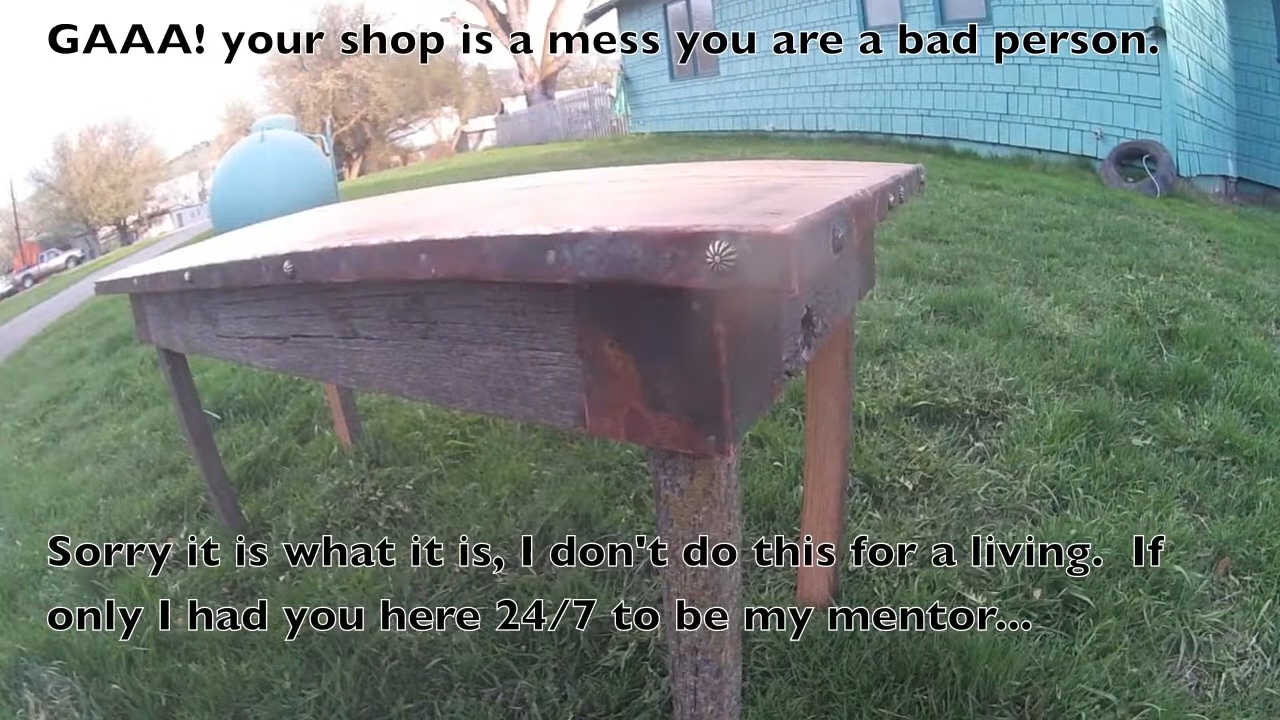 GAAA! your shop is a mess you are a bad person.
Sorry it is what it is, I don't do this for a living.  If
only I had you here 24/7 to be my mentor...